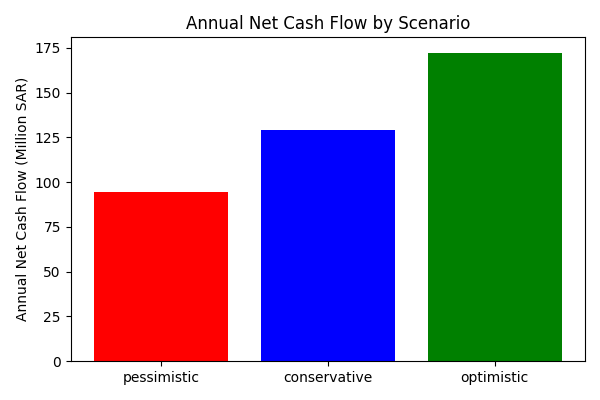 Annual Net Cash Flow by Scenario
Annual Net Cash Flow (Million SAR)
175
150
125
100
75
50
25
0
pessimistic conservative optimistic